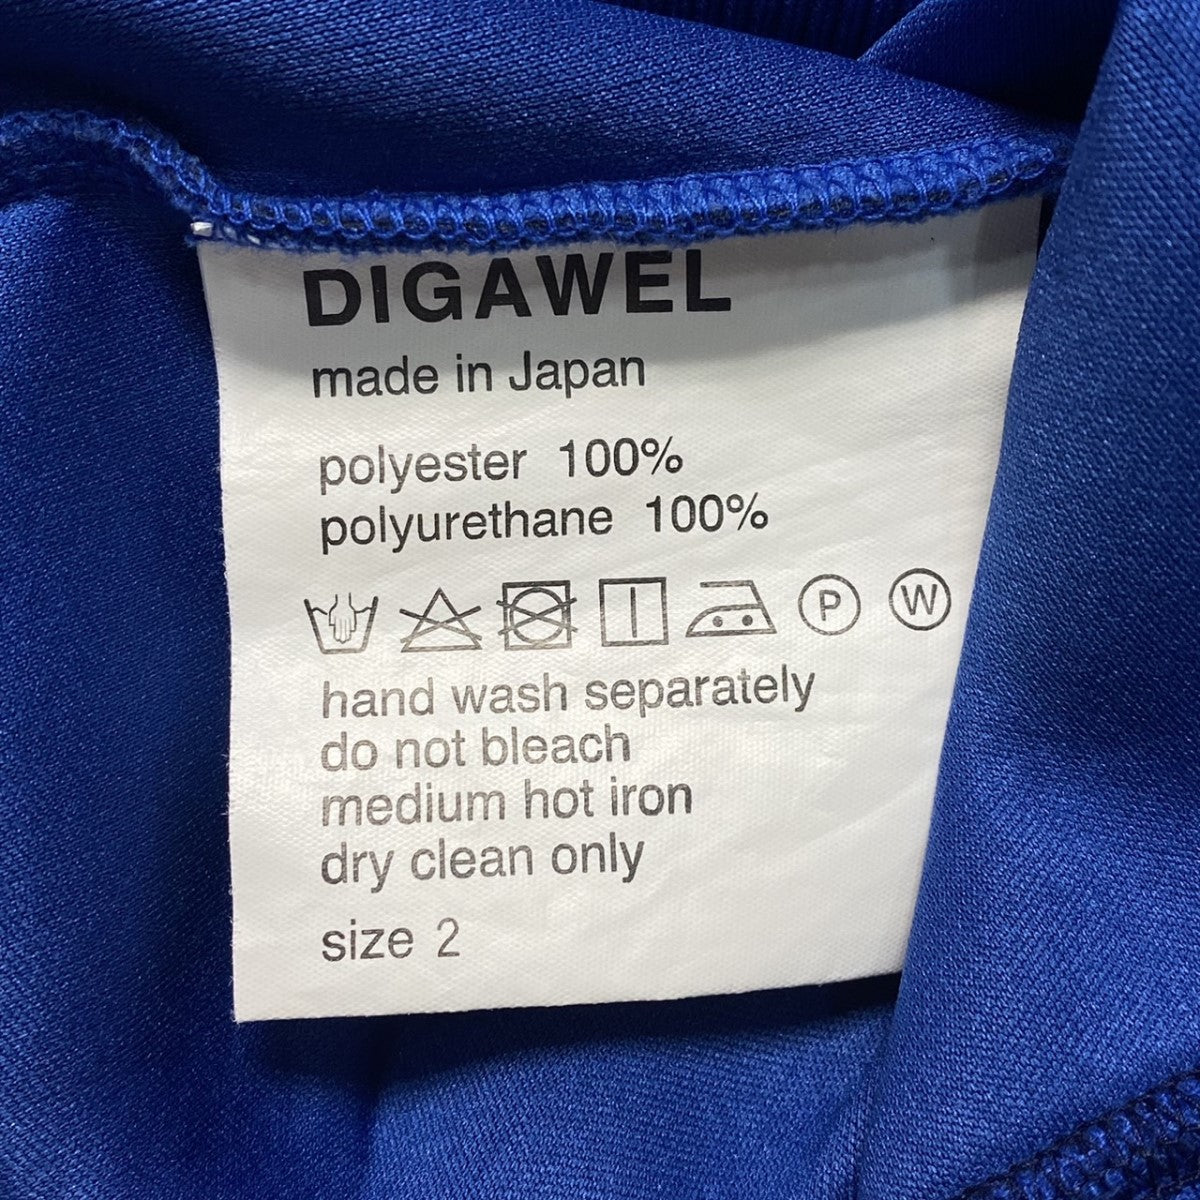 DIGAWEL
made in Japan
polyester 100%
polyurethane 100%
P W
hand wash separately
do not bleach
medium hot iron
dry clean only
size 2